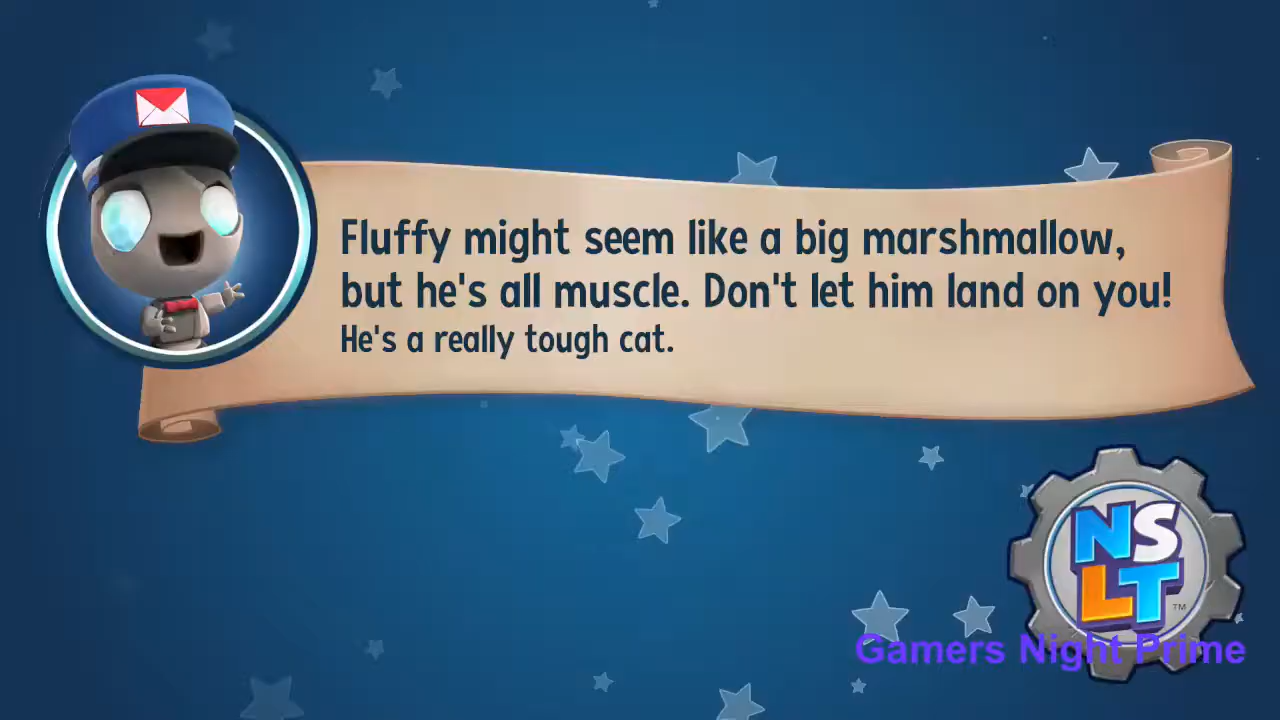 Fluffy might seem like a big marshmallow,
but he's all muscle. Don't let him land on you!
He's a really tough cat.
NS
LT
TM
Gamers Night Prime